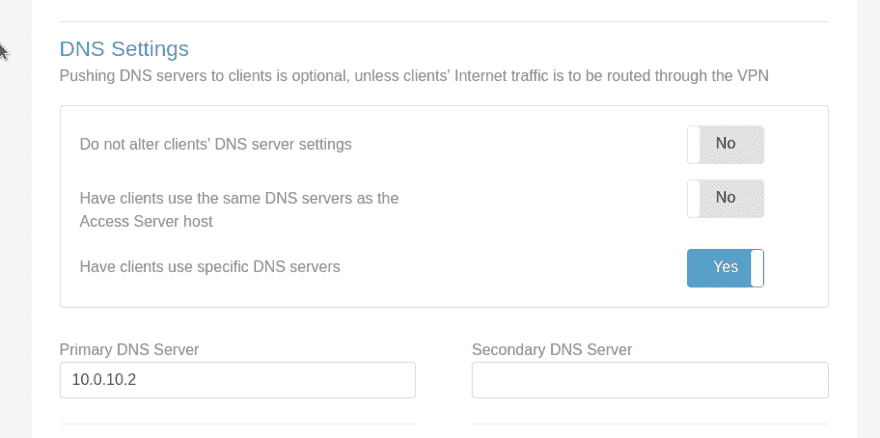 DNS Settings
Pushing DNS servers to clients is optional, unless clients' Internet traffic is to be routed through the VPN
Do not alter clients' DNS server settings
No
Have clients use the same DNS servers as the
Access Server host
No
Have clients use specific DNS servers
Yes
Primary DNS Server
Secondary DNS Server
10.0.10.2